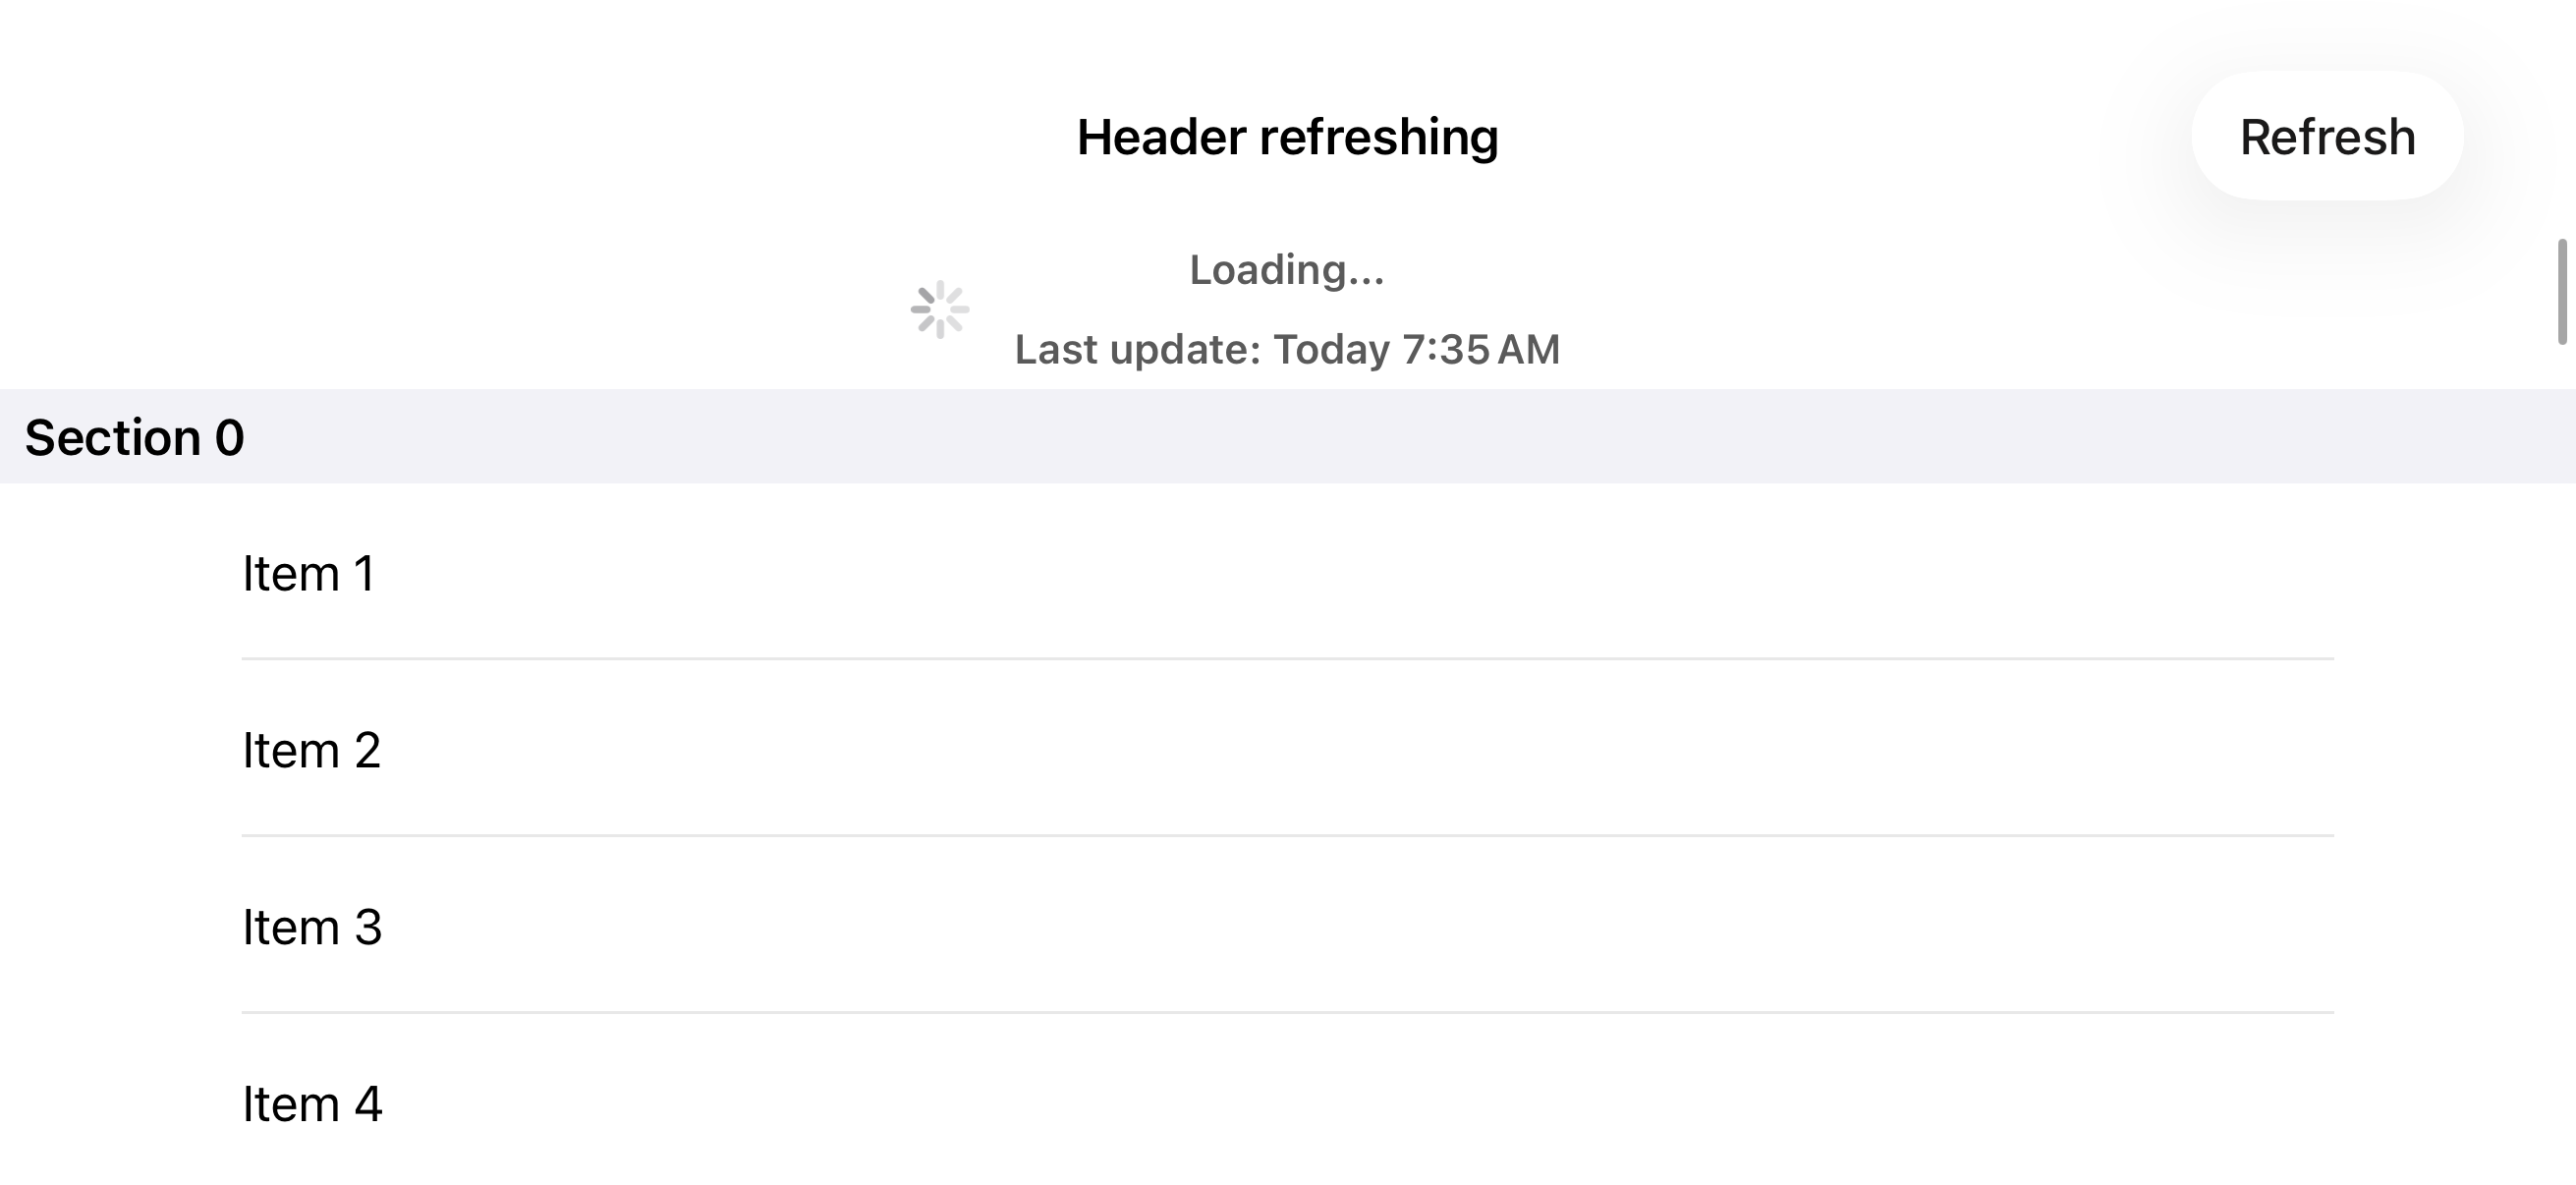 Header refreshing
Refresh
Loading...
Last update: Today 7:35 AM
Section 0
Item 1
Item 2
Item 3
Item 4